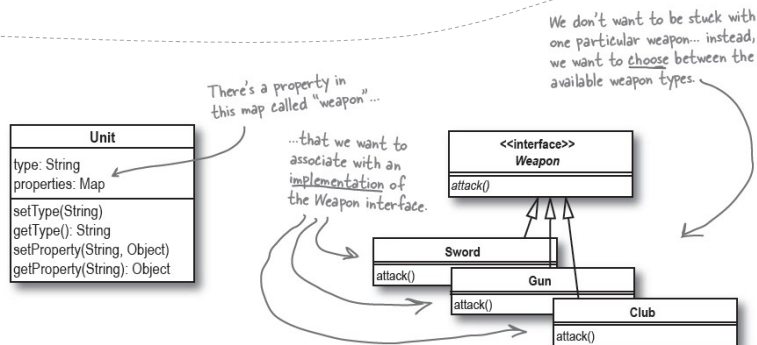 We don't want to be stuck with
one particular weapon... instead,
we want to choose between the
available weapon types.
There's a property in
this map called "weapon"...
...that we want to
associate with an
implementation of
the Weapon interface.
Unit
type: String
properties: Map
setType(String)
getType(): String
setProperty(String, Object)
getProperty(String): Object
<<interface>>
Weapon
attack()
Sword
attack()
Gun
attack()
Club
attack()